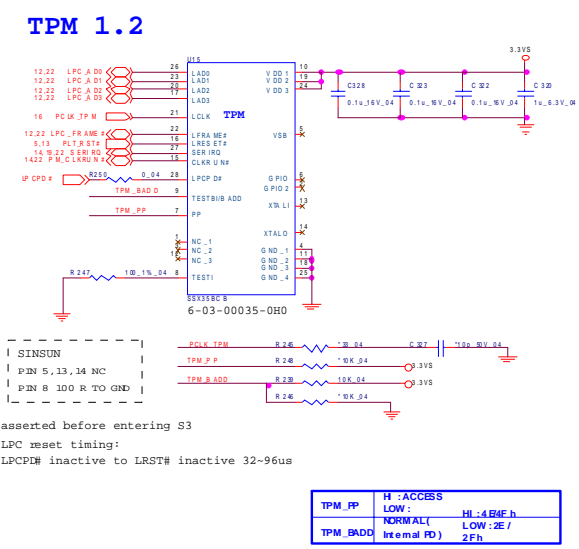 TPM 1.2
3.3VS
U15
12,22 LPC_AD0 26 LAD0 VDD1 10
12,22 LPC_AD1 23 LAD1 VDD2 19
12,22 LPC_AD2 20 LAD2 VDD3 24
12,22 LPC_AD3 17 LAD3
C328 C323 C322 C320
0.1u_16V_04 0.1u_16V_04 0.1u_16V_04 1u_6.3V_04
16 PCLK_TPM 21 LCLK TPM
12,22 LPC_FRAME# 22 LFRAME# VSB 5
5,13 PLT_RST# 16 LRESET#
14,19,22 SERIRQ 27 SERIRQ
14,22 PM_CLKRUN# 15 CLKRUN#
LPCPD# R250 0_04 28 LPCPD# GPIO 6
GPIO2
TPM_BADD 9 TESTBI/BADD
XTALI 13
TPM_PP 7 PP
XTALO 14
1 NC_1 GND_1 4
NC_2 GND_2 11
NC_3 GND_3 18
GND_4 25
R247 100_1%_04 8 TESTI
SSX35BCB
6-03-00035-0H0
PCLK_TPM R245 *33_04 C327 *10p_50V_04
TPM_PP R248 *10K_04 3.3VS
TPM_BADD R239 10K_04 3.3VS
R246 *10K_04
SINSUN
PIN 5,13,14 NC
PIN 8 100 R TO GND
asserted before entering S3
LPC reset timing:
LPCPD# inactive to LRST# inactive 32~96us
TPM_PP HI :ACCESS
LOW :
NORMAL(
Internal PD )
TPM_BADD HI :4E/4F h
LOW :2E /
2F h